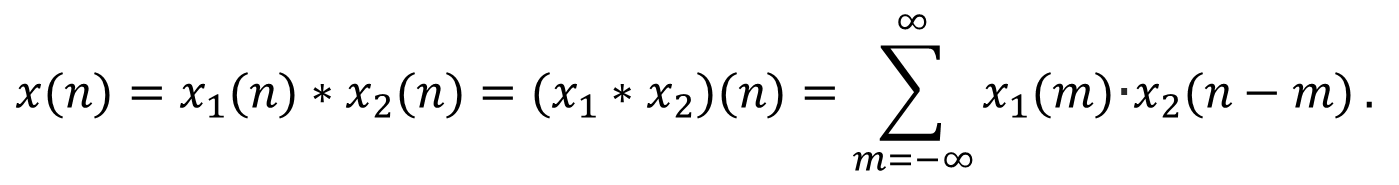 x(n) = x₁(n) ∗ x₂(n) = (x₁ ∗ x₂)(n) = ∑_{m=−∞}^{∞} x₁(m)·x₂(n − m) .